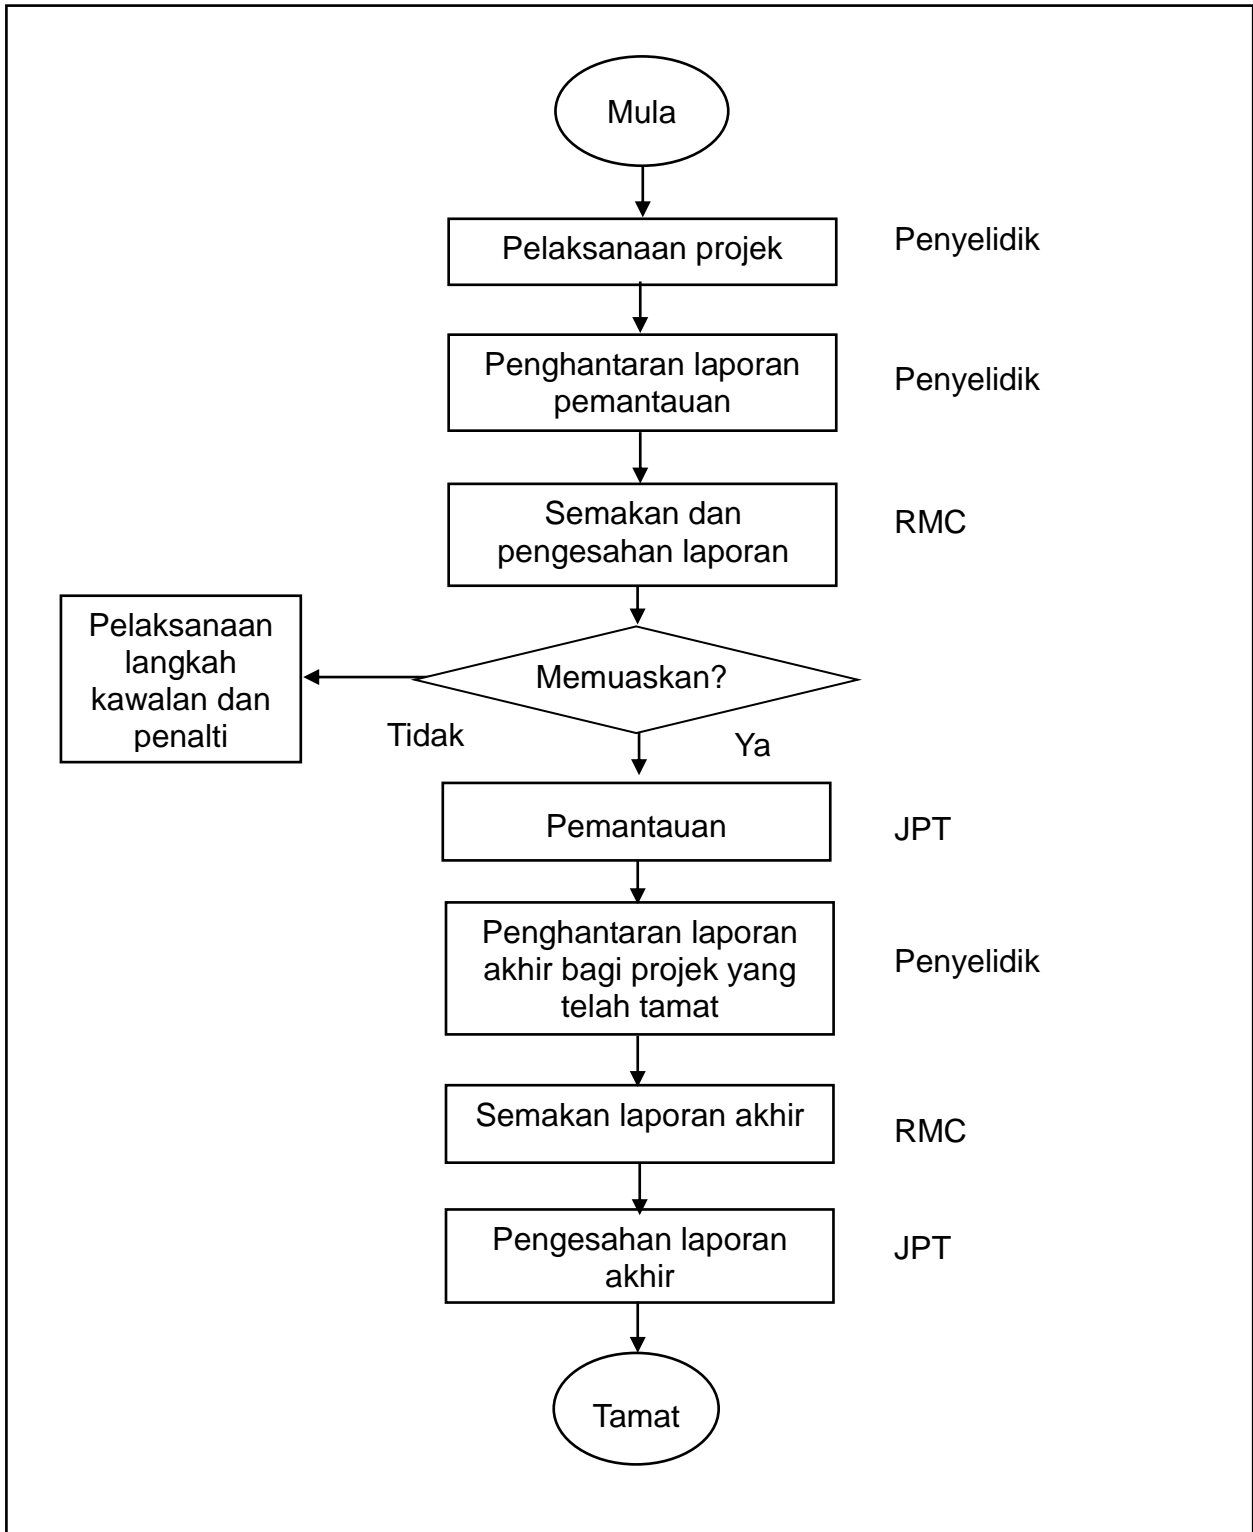 Mula
Pelaksanaan projek
Penyelidik
Penghantaran laporan
pemantauan
Penyelidik
Semakan dan
pengesahan laporan
RMC
Pelaksanaan
langkah
kawalan dan
penalti
Memuaskan?
Tidak
Ya
Pemantauan
JPT
Penghantaran laporan
akhir bagi projek yang
telah tamat
Penyelidik
Semakan laporan akhir
RMC
Pengesahan laporan
akhir
JPT
Tamat